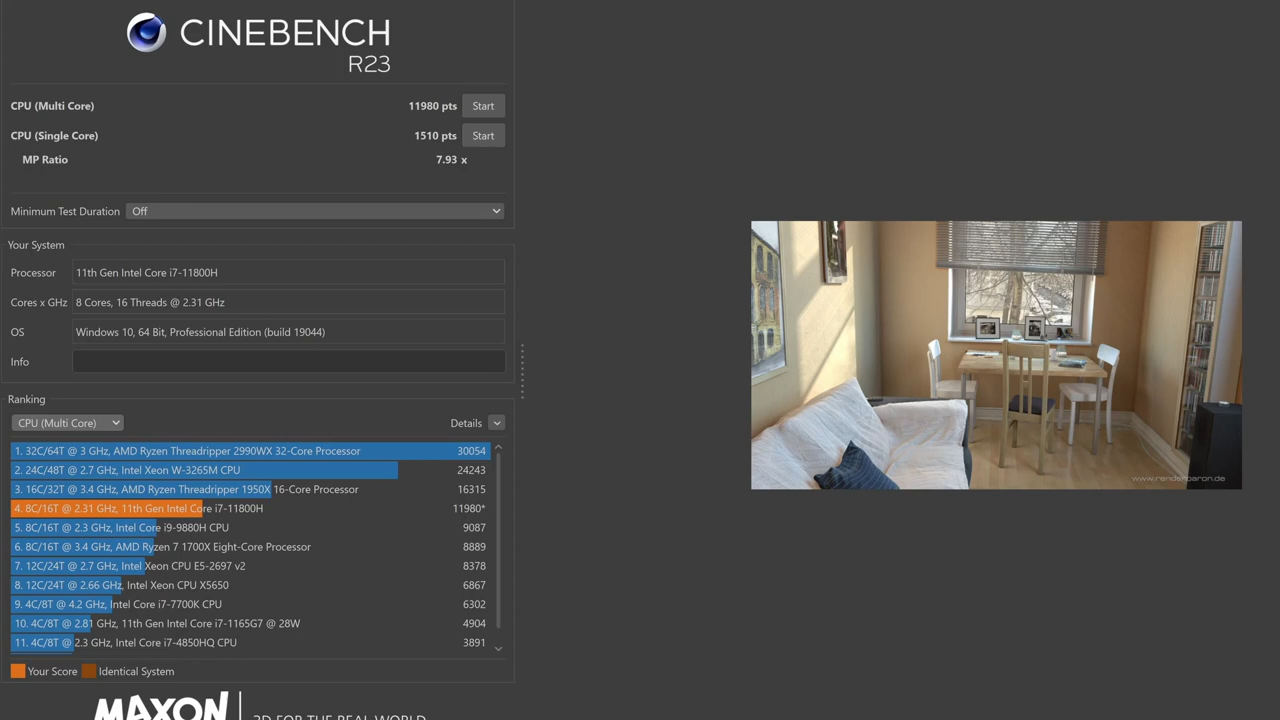 CINEBENCH
R23
CPU (Multi Core) 11980 pts Start
CPU (Single Core) 1510 pts Start
MP Ratio 7.93 x
Minimum Test Duration Off
Your System
Processor 11th Gen Intel Core i7-11800H
Cores x GHz 8 Cores, 16 Threads @ 2.31 GHz
OS Windows 10, 64 Bit, Professional Edition (build 19044)
Info
Ranking
CPU (Multi Core) Details
1. 32C/64T @ 3 GHz, AMD Ryzen Threadripper 2990WX 32-Core Processor 30054
2. 24C/48T @ 2.7 GHz, Intel Xeon W-3265M CPU 24243
3. 16C/32T @ 3.4 GHz, AMD Ryzen Threadripper 1950X 16-Core Processor 16315
4. 8C/16T @ 2.31 GHz, 11th Gen Intel Core i7-11800H 11980*
5. 8C/16T @ 2.3 GHz, Intel Core i9-9880H CPU 9087
6. 8C/16T @ 3.4 GHz, AMD Ryzen 7 1700X Eight-Core Processor 8889
7. 12C/24T @ 2.7 GHz, Intel Xeon CPU E5-2697 v2 8378
8. 12C/24T @ 2.66 GHz, Intel Xeon CPU X5650 6867
9. 4C/8T @ 4.2 GHz, Intel Core i7-7700K CPU 6302
10. 4C/8T @ 2.81 GHz, 11th Gen Intel Core i7-1165G7 @ 28W 4904
11. 4C/8T @ 2.3 GHz, Intel Core i7-4850HQ CPU 3891
Your Score Identical System
MAXON 3D FOR THE REAL WORLD
www.renderbaron.de